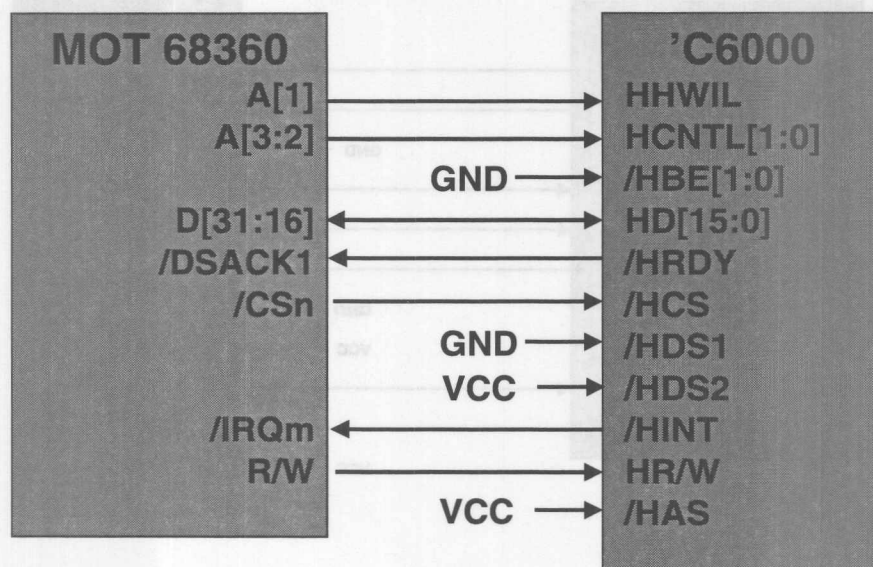 MOT 68360 'C6000
A[1] HHWIL
A[3:2] HCNTL[1:0]
GND /HBE[1:0]
D[31:16] HD[15:0]
/DSACK1 /HRDY
/CSn /HCS
GND /HDS1
VCC /HDS2
/IRQm /HINT
R/W HR/W
VCC /HAS